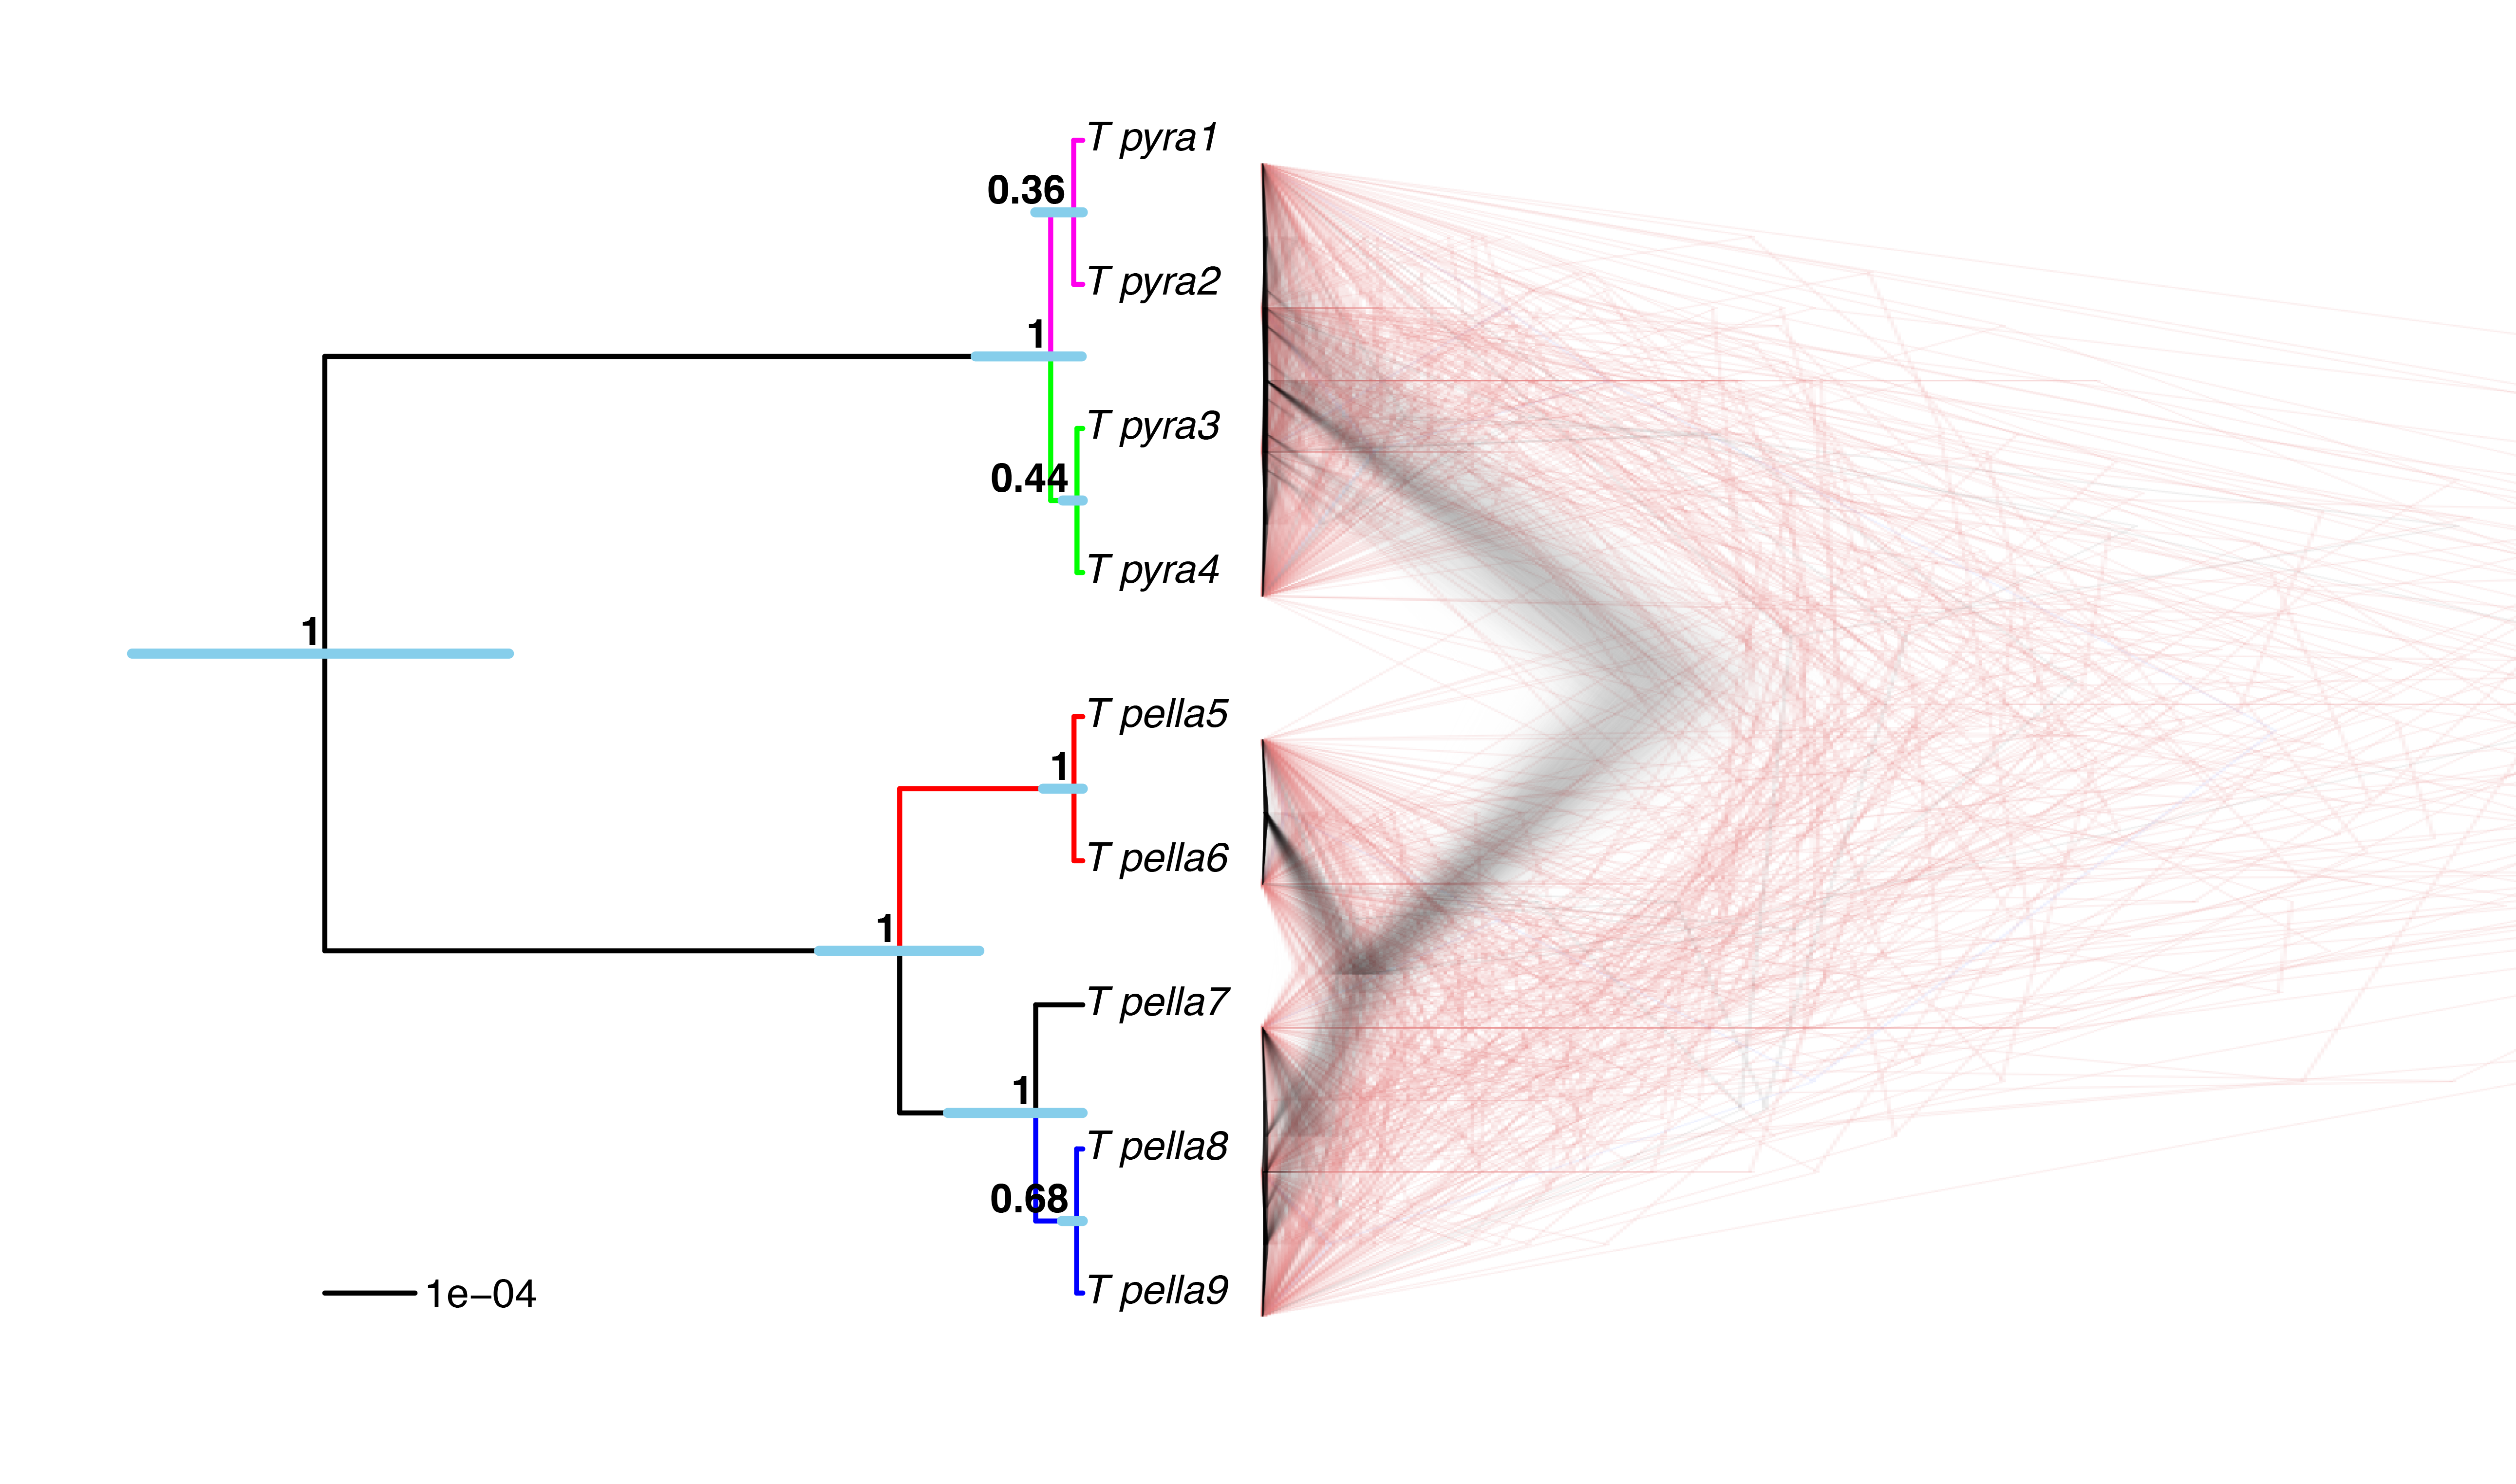 T pyra1
0.36
T pyra2
1
T pyra3
0.44
T pyra4
1
T pella5
1
T pella6
1
T pella7
1
T pella8
0.68
T pella9
1e−04